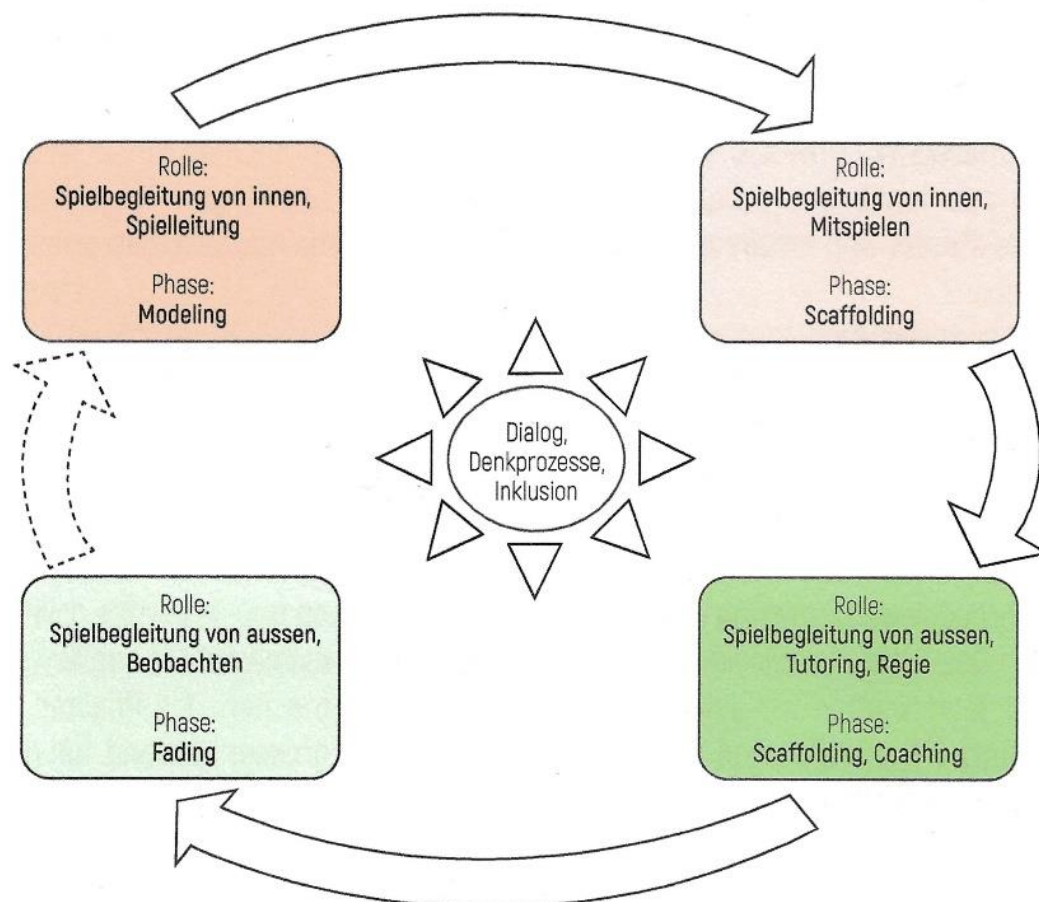 Rolle:
Spielbegleitung von innen,
Spielleitung
Phase:
Modeling
Rolle:
Spielbegleitung von innen,
Mitspielen
Phase:
Scaffolding
Dialog,
Denkprozesse,
Inklusion
Rolle:
Spielbegleitung von aussen,
Beobachten
Phase:
Fading
Rolle:
Spielbegleitung von aussen,
Tutoring, Regie
Phase:
Scaffolding, Coaching